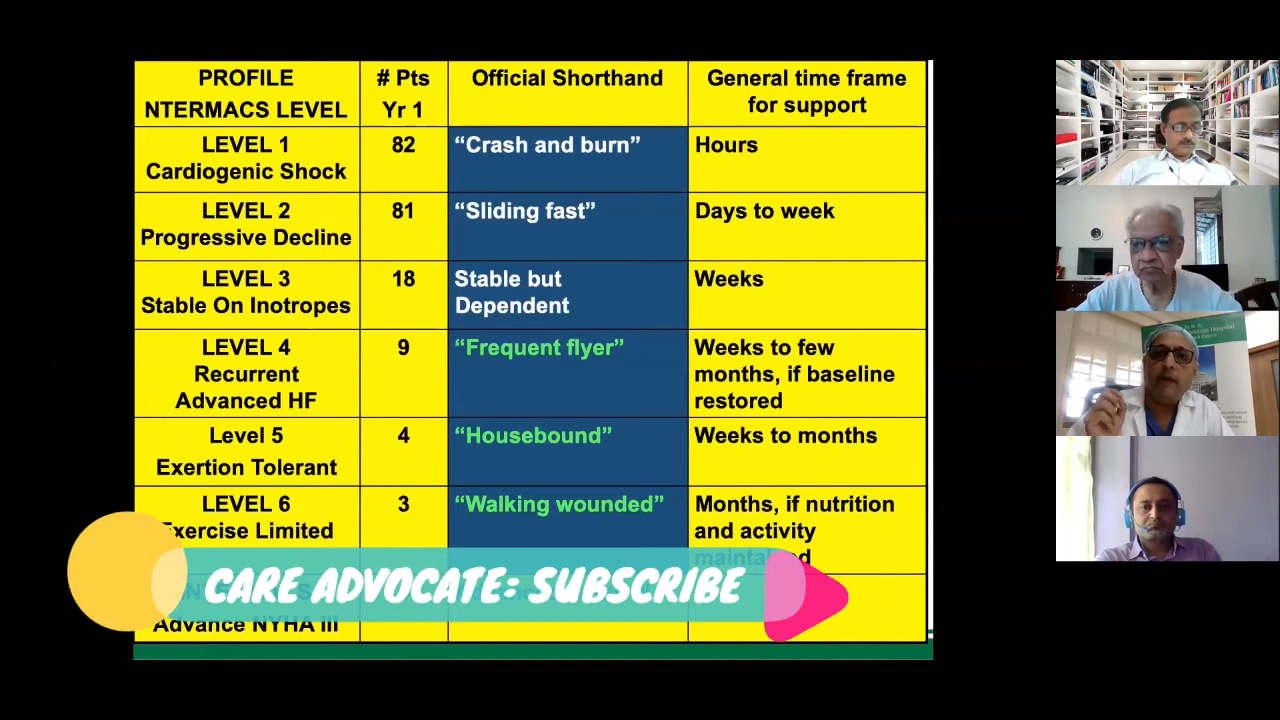 PROFILE
NTERMACS LEVEL
# Pts
Yr 1
Official Shorthand
General time frame
for support
LEVEL 1
Cardiogenic Shock
82
“Crash and burn”
Hours
LEVEL 2
Progressive Decline
81
“Sliding fast”
Days to week
LEVEL 3
Stable On Inotropes
18
Stable but
Dependent
Weeks
LEVEL 4
Recurrent
Advanced HF
9
“Frequent flyer”
Weeks to few
months, if baseline
restored
Level 5
Exertion Tolerant
4
“Housebound”
Weeks to months
LEVEL 6
Exercise Limited
3
“Walking wounded”
Months, if nutrition
and activity
CARE ADVOCATE: SUBSCRIBE
Advance NYHA III
Hospital